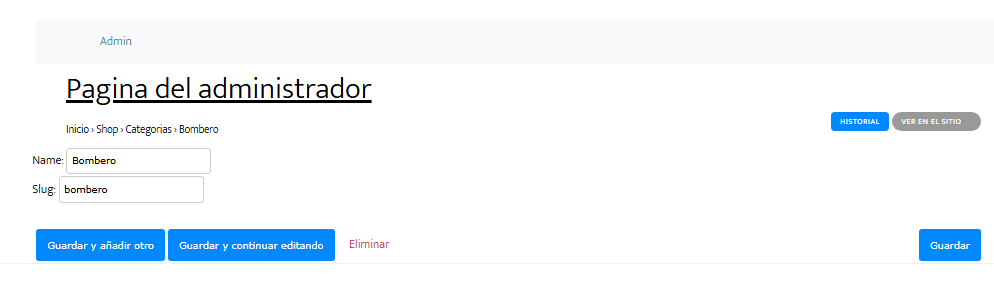 Admin
Pagina del administrador
Inicio › Shop › Categorias › Bombero
HISTORIAL VER EN EL SITIO
Name: Bombero
Slug: bombero
Guardar y añadir otro Guardar y continuar editando Eliminar Guardar